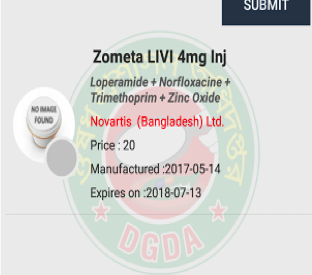 SUBMIT
Zometa LIVI 4mg Inj
Loperamide + Norfloxacine +
Trimethoprim + Zinc Oxide
NO IMAGE
FOUND
Novartis (Bangladesh) Ltd.
Price : 20
Manufactured :2017-05-14
Expires on :2018-07-13
DGDA